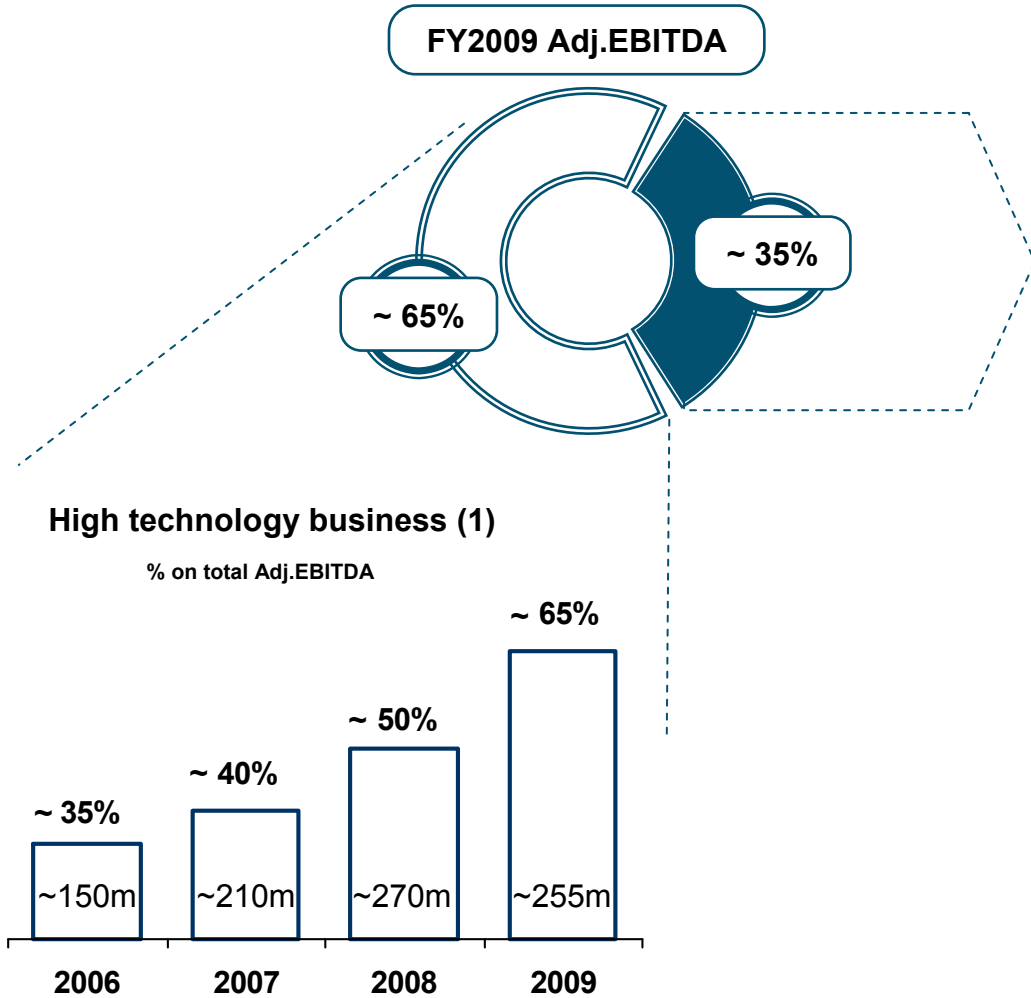 FY2009 Adj.EBITDA
~ 35%
~ 65%
High technology business (1)
% on total Adj.EBITDA
~ 65%
~ 50%
~ 40%
~ 35%
~150m
~210m
~270m
~255m
2006
2007
2008
2009